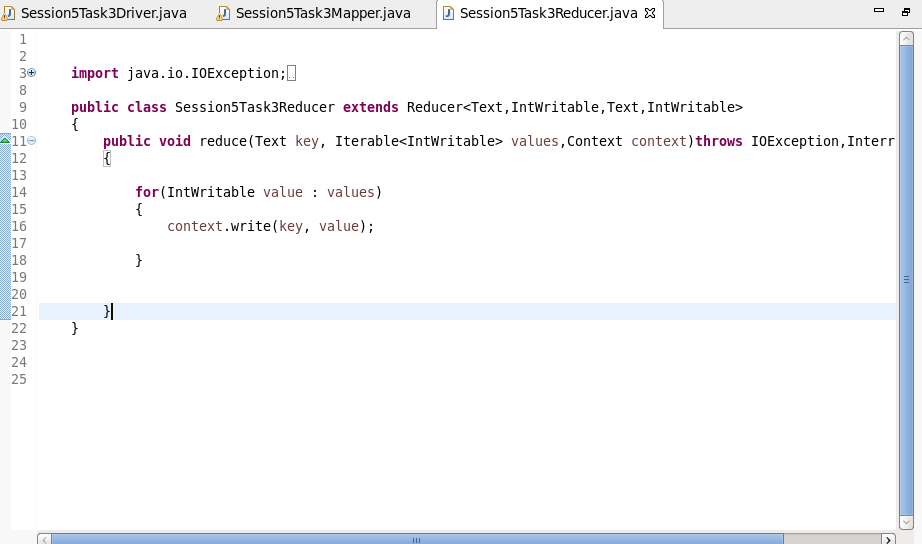 Session5Task3Driver.java Session5Task3Mapper.java Session5Task3Reducer.java
1
2
3 import java.io.IOException;
8
9 public class Session5Task3Reducer extends Reducer<Text,IntWritable,Text,IntWritable>
10 {
11 public void reduce(Text key, Iterable<IntWritable> values,Context context)throws IOException,Interr
12 {
13
14 for(IntWritable value : values)
15 {
16 context.write(key, value);
17
18 }
19
20
21 }
22 }
23
24
25